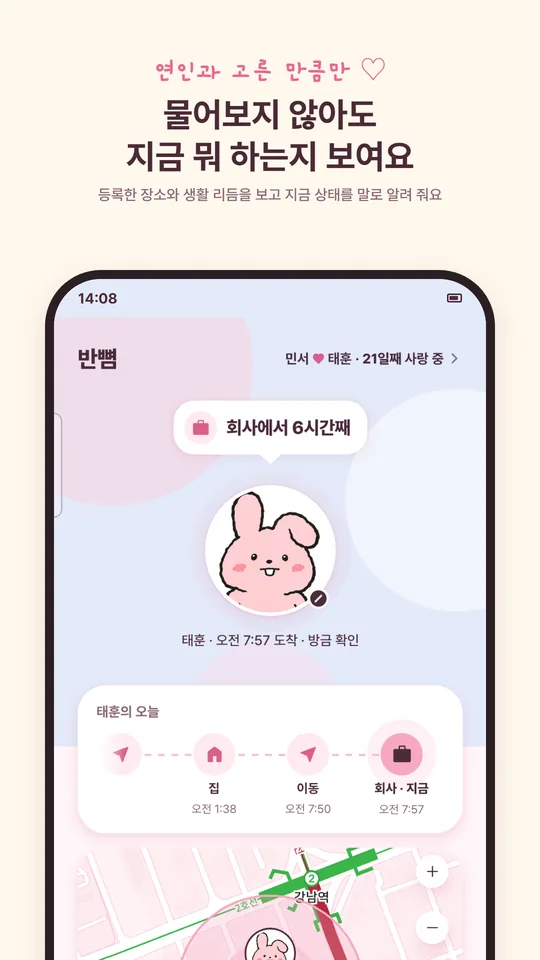 연인과 고른 만큼만 ♡
물어보지 않아도
지금 뭐 하는지 보여요
등록한 장소와 생활 리듬을 보고 지금 상태를 말로 알려 줘요
14:08
반뼘
민서 ♥ 태훈 · 21일째 사랑 중 >
회사에서 6시간째
태훈 · 오전 7:57 도착 · 방금 확인
태훈의 오늘
집
이동
회사 · 지금
오전 1:38
오전 7:50
오전 7:57
2
강남역
2호선
+
−